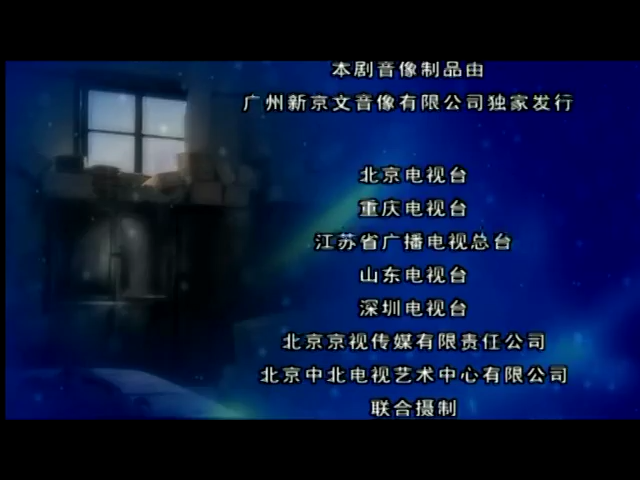 本剧音像制品由
广州新京文音像有限公司独家发行
北京电视台
重庆电视台
江苏省广播电视总台
山东电视台
深圳电视台
北京京视传媒有限责任公司
北京中北电视艺术中心有限公司
联合摄制